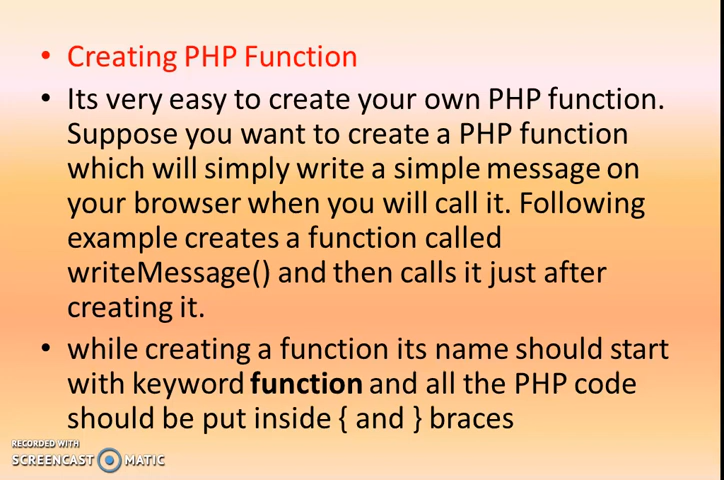 • Creating PHP Function
• Its very easy to create your own PHP function.
Suppose you want to create a PHP function
which will simply write a simple message on
your browser when you will call it. Following
example creates a function called
writeMessage() and then calls it just after
creating it.
• while creating a function its name should start
with keyword function and all the PHP code
should be put inside { and } braces
RECORDED WITH
SCREENCAST MATIC